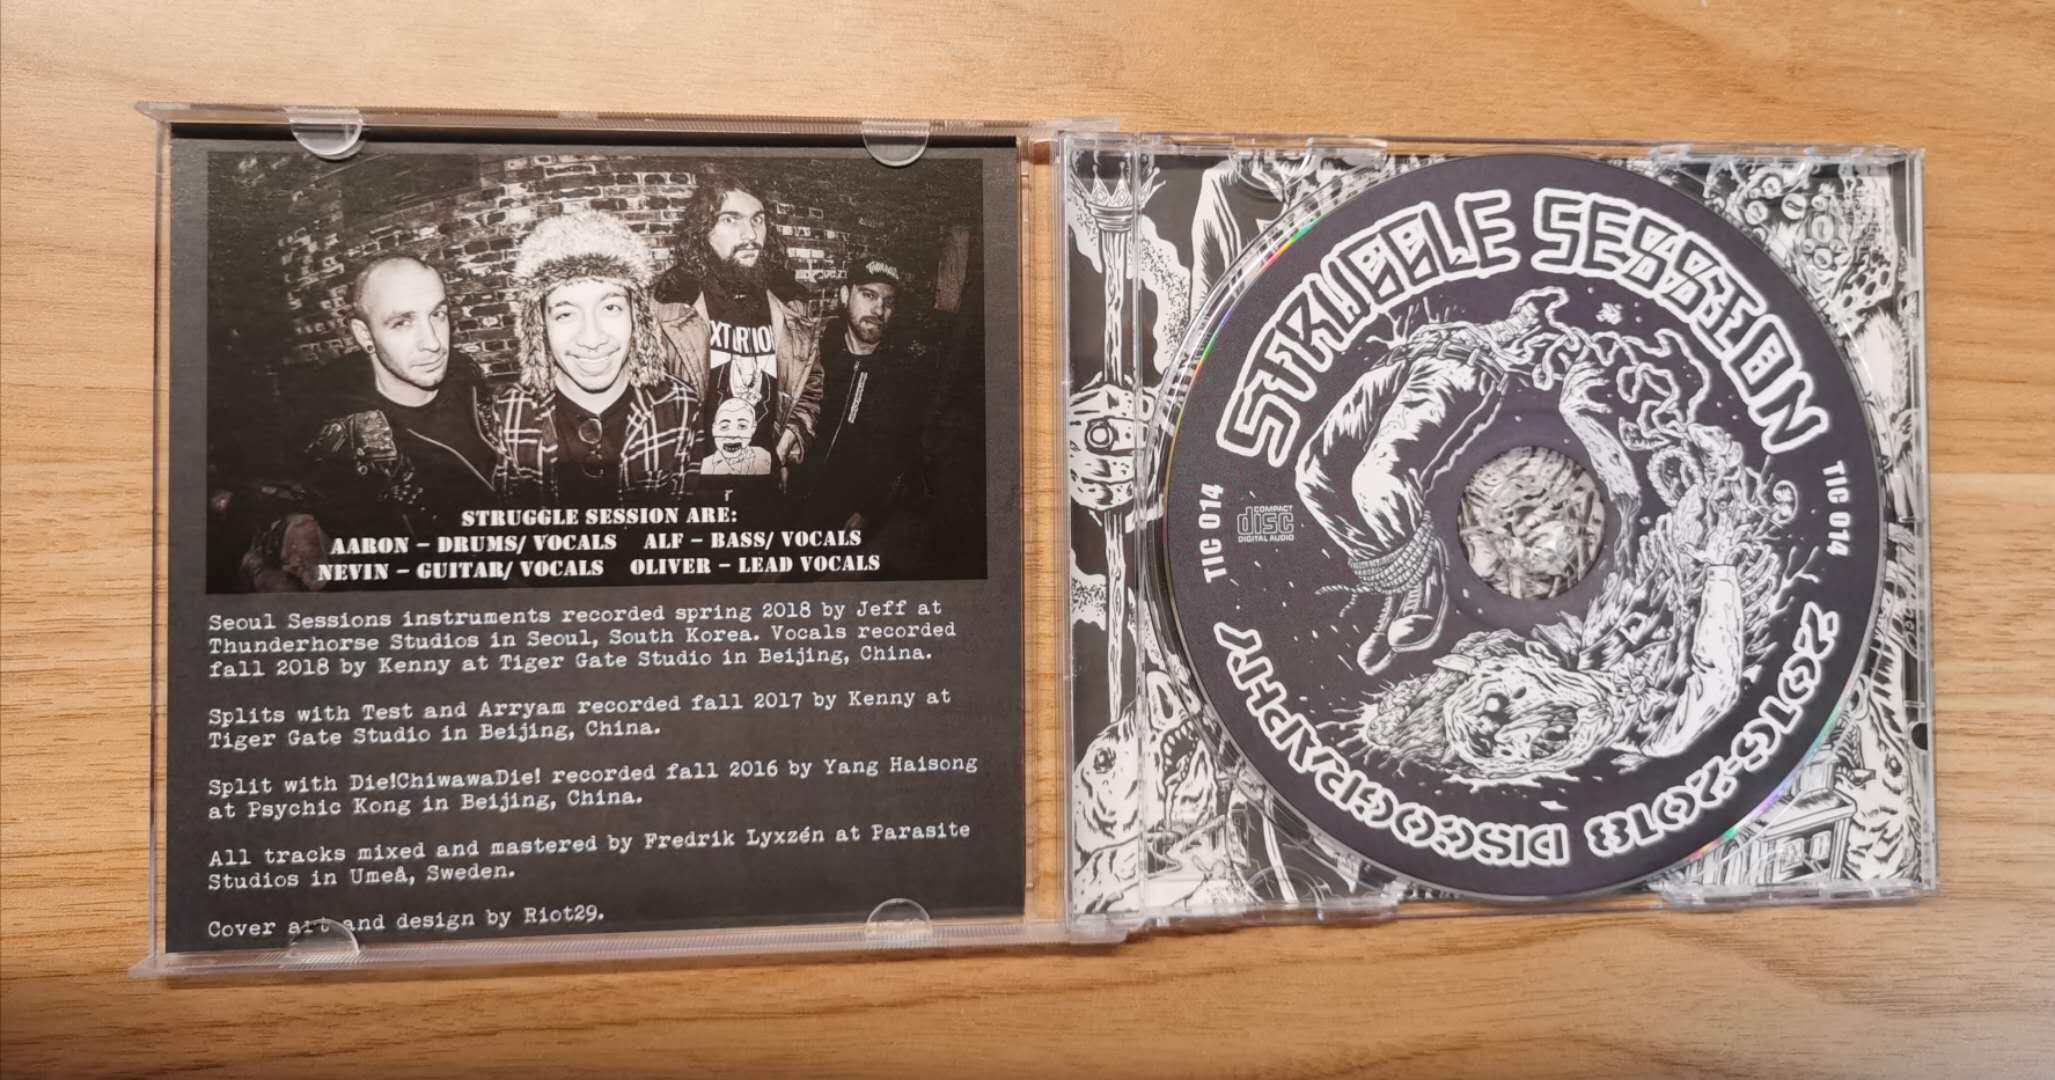 THRASHER
EXTORTION
STRUGGLE SESSION ARE:
AARON – DRUMS/ VOCALS ALF – BASS/ VOCALS
NEVIN – GUITAR/ VOCALS OLIVER – LEAD VOCALS
Seoul Sessions instruments recorded spring 2018 by Jeff at
Thunderhorse Studios in Seoul, South Korea. Vocals recorded
fall 2018 by Kenny at Tiger Gate Studio in Beijing, China.
Splits with Test and Arryam recorded fall 2017 by Kenny at
Tiger Gate Studio in Beijing, China.
Split with Die!ChiwawaDie! recorded fall 2016 by Yang Haisong
at Psychic Kong in Beijing, China.
All tracks mixed and mastered by Fredrik Lyxzén at Parasite
Studios in Umeå, Sweden.
Cover art and design by Riot29.
STRUGGLE SESSION
TIC 014
COMPACT
disc
DIGITAL AUDIO
TIC 014
2016-2018 DISCOGRAPHY